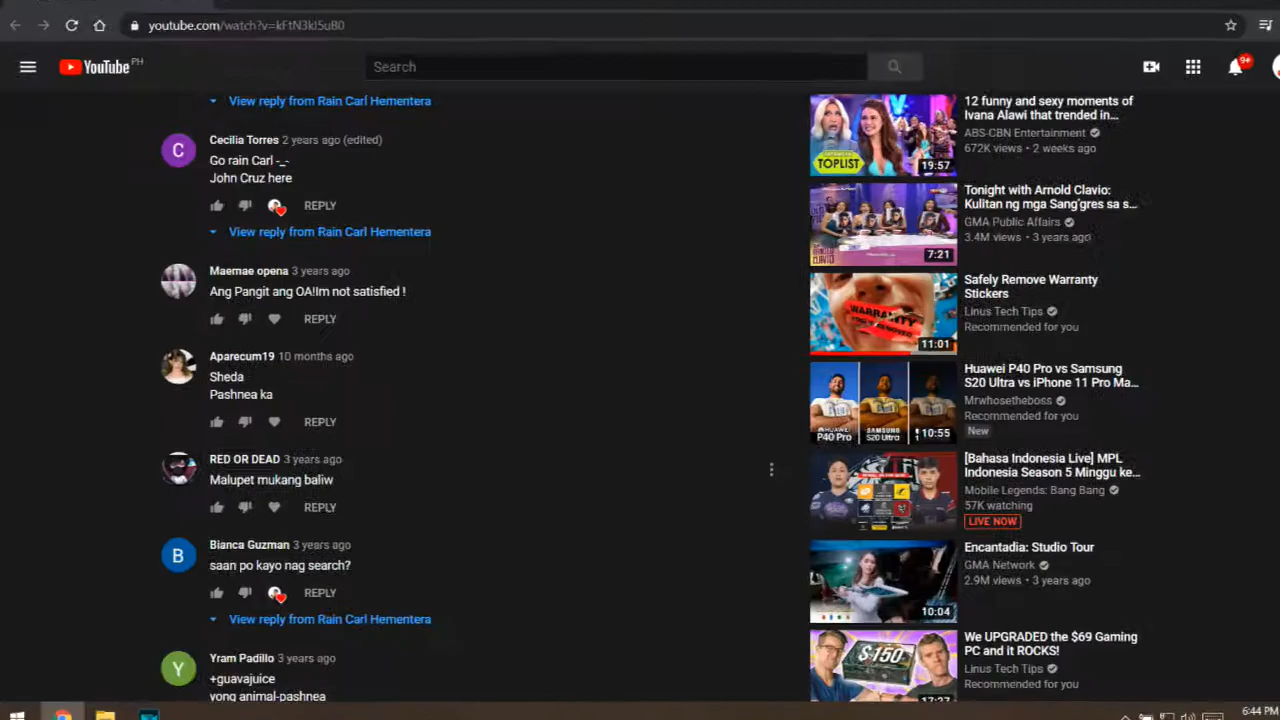 youtube.com/watch?v=kFtN3kI5uB0
YouTube PH
Search
9+
View reply from Rain Carl Hementera
Cecilia Torres 2 years ago (edited)
Go rain Carl -_-
John Cruz here
REPLY
View reply from Rain Carl Hementera
Maemae opena 3 years ago
Ang Pangit ang OA!Im not satisfied !
REPLY
Aparecum19 10 months ago
Sheda
Pashnea ka
REPLY
RED OR DEAD 3 years ago
Malupet mukang baliw
REPLY
B
Bianca Guzman 3 years ago
saan po kayo nag search?
REPLY
View reply from Rain Carl Hementera
Y
Yram Padillo 3 years ago
+guavajuice
yong animal-pashnea
C
TOPLIST
19:57
12 funny and sexy moments of
Ivana Alawi that trended in...
ABS-CBN Entertainment
672K views • 2 weeks ago
7:21
Tonight with Arnold Clavio:
Kulitan ng mga Sang'gres sa s...
GMA Public Affairs
3.4M views • 3 years ago
WARRANTY
11:01
Safely Remove Warranty
Stickers
Linus Tech Tips
Recommended for you
HUAWEI
P40 Pro
SAMSUNG
S20 Ultra
10:55
Huawei P40 Pro vs Samsung
S20 Ultra vs iPhone 11 Pro Ma...
Mrwhosetheboss
Recommended for you
New
[Bahasa Indonesia Live] MPL
Indonesia Season 5 Minggu ke...
Mobile Legends: Bang Bang
57K watching
LIVE NOW
10:04
Encantadia: Studio Tour
GMA Network
2.9M views • 3 years ago
$150
17:27
We UPGRADED the $69 Gaming
PC and it ROCKS!
Linus Tech Tips
Recommended for you
6:44 PM